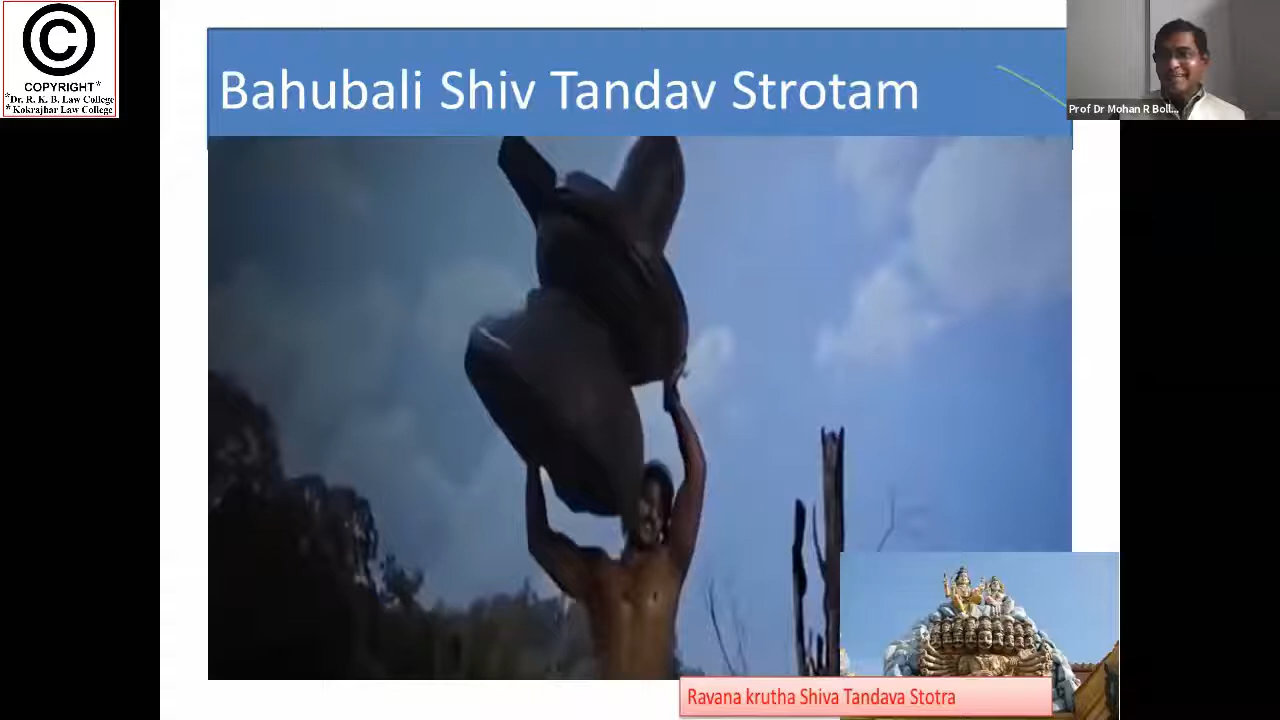 ©
COPYRIGHT*
*Dr. R. K. B. Law College
*Kokrajhar Law College
Bahubali Shiv Tandav Strotam
Prof Dr Mohan R Boll...
Ravana krutha Shiva Tandava Stotra